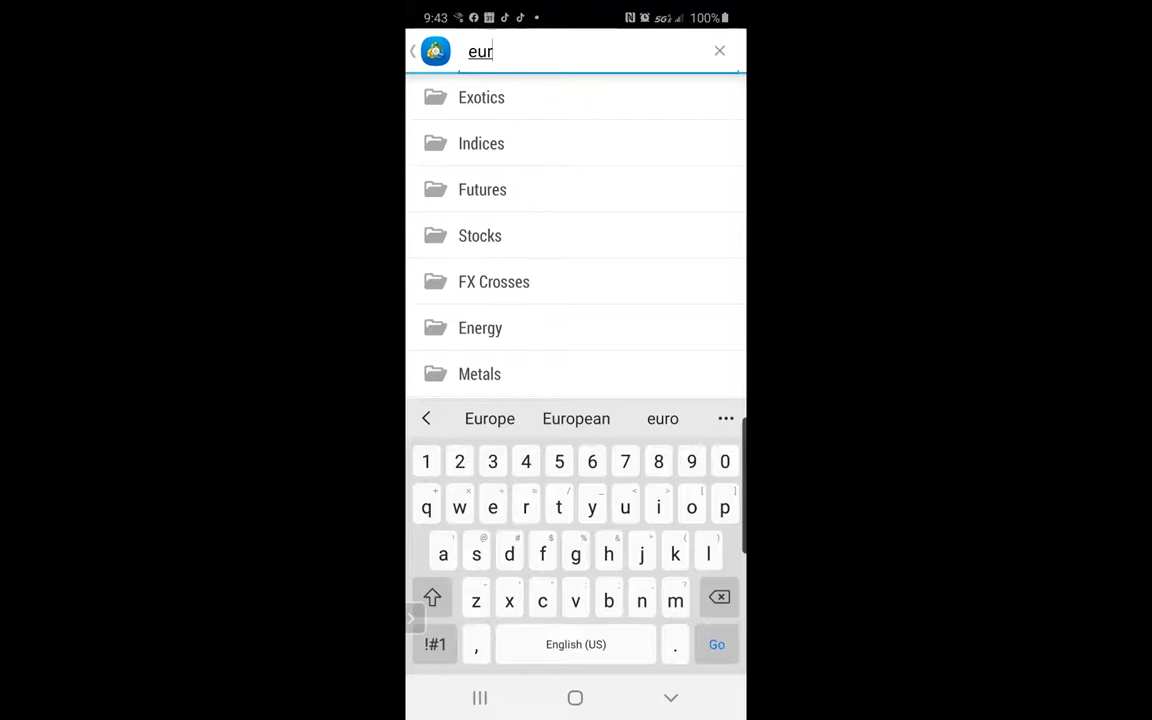 9:43 5G 100%
eur
Exotics
Indices
Futures
Stocks
FX Crosses
Energy
Metals
Europe European euro
1 2 3 4 5 6 7 8 9 0
q w e r t y u i o p
a s d f g h j k l
z x c v b n m
!#1 , English (US) . Go